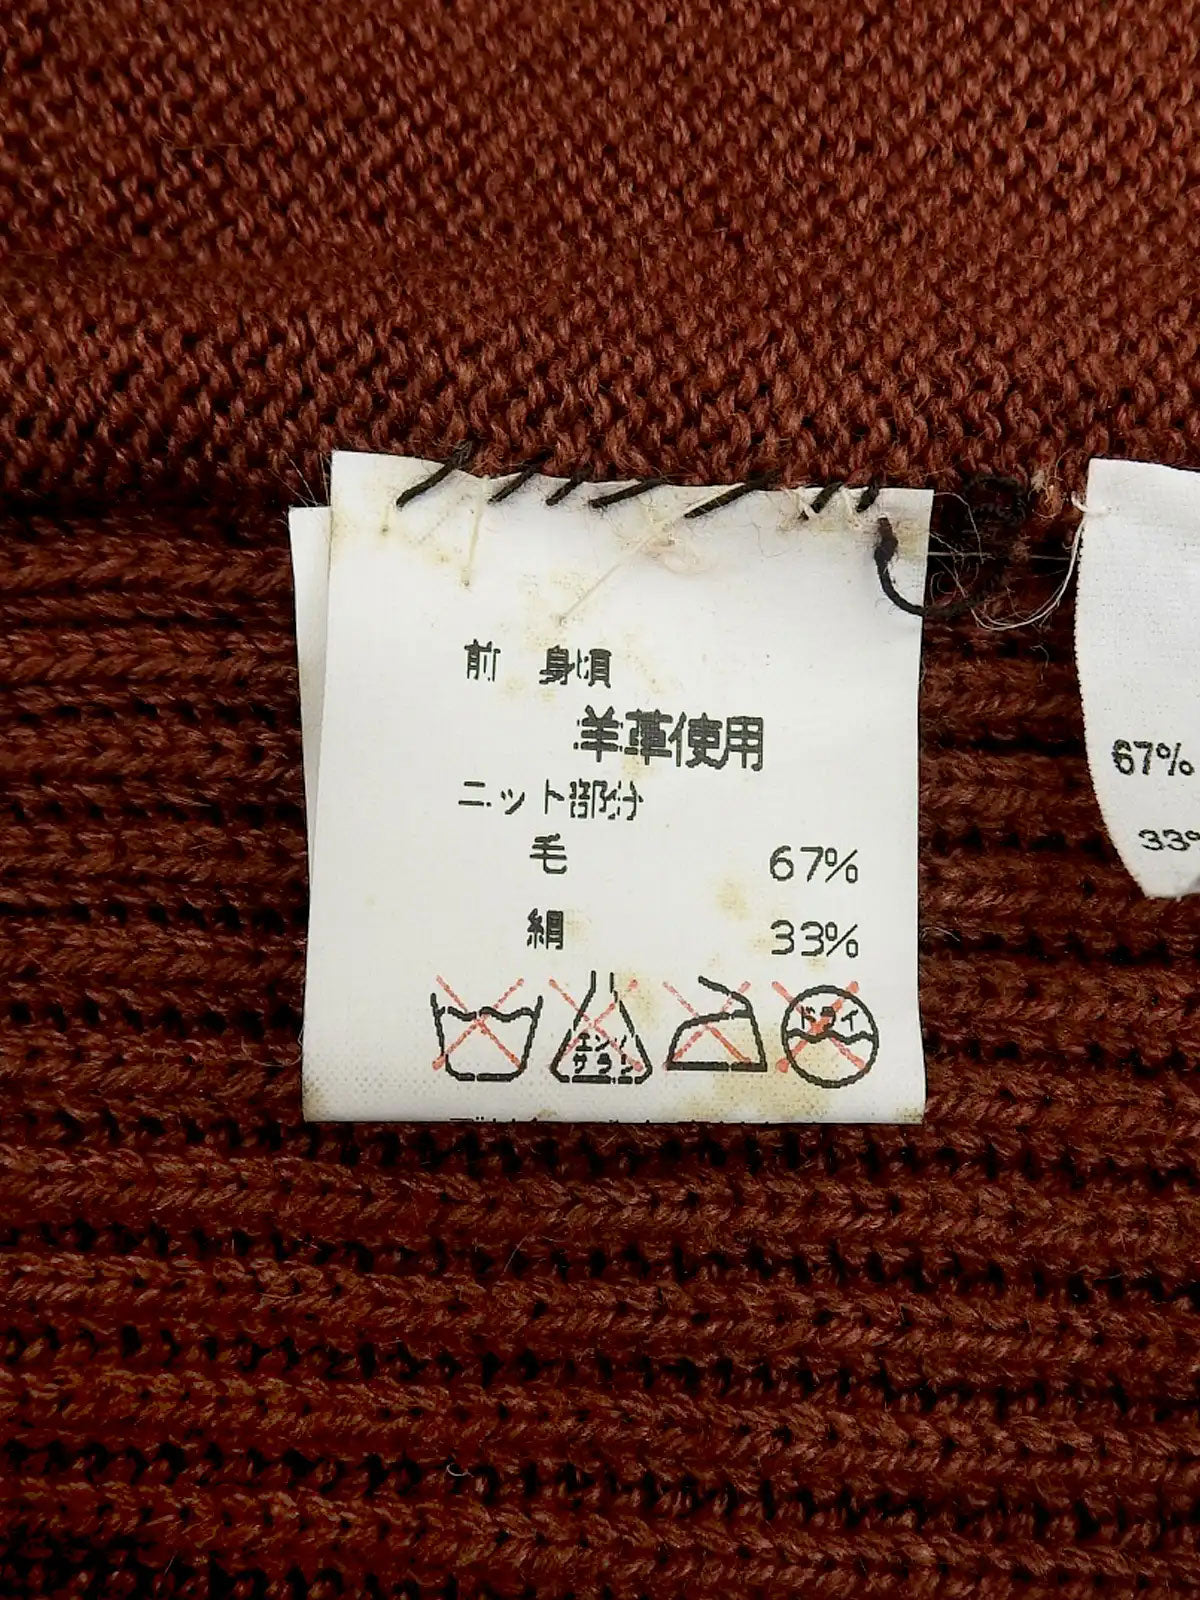 前 身頃
羊革使用
ニット部分
毛 67%
絹 33%
エンソ
サラシ
ドライ
67%
33%